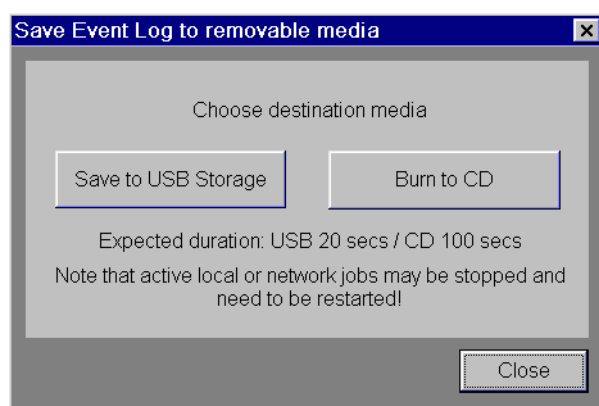 Save Event Log to removable media
Choose destination media
Save to USB Storage
Burn to CD
Expected duration: USB 20 secs / CD 100 secs
Note that active local or network jobs may be stopped and
need to be restarted!
Close